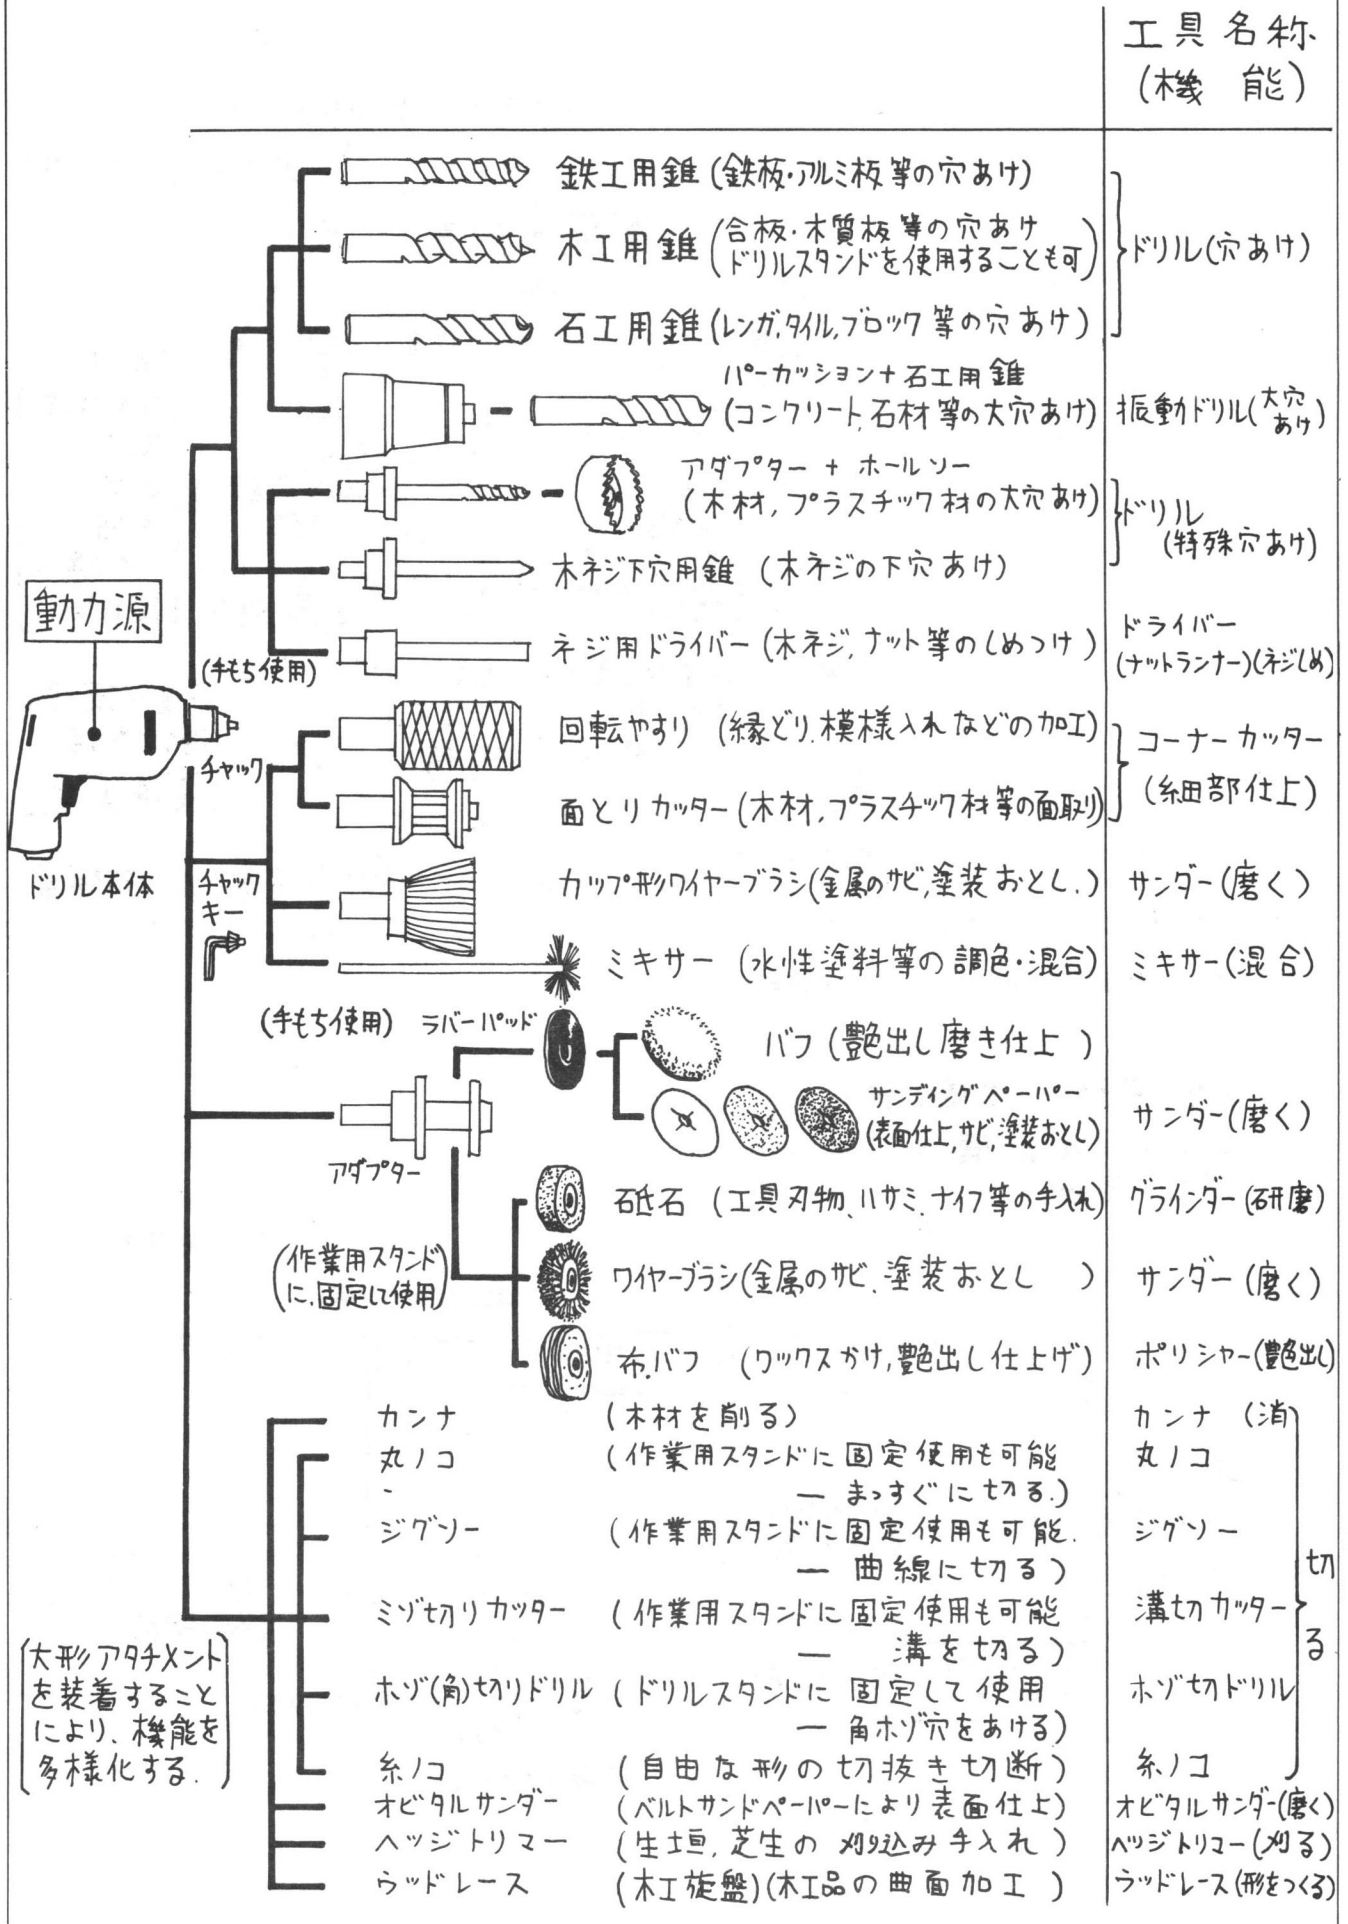 工具名称
(機　能)
鉄工用錐 (鉄板・アルミ板等の穴あけ)
木工用錐 (合板・木質板等の穴あけ
ドリルスタンドを使用することも可)
ドリル(穴あけ)
石工用錐 (レンガ,タイル,ブロック等の穴あけ)
パーカッション+石工用錐
(コンクリート,石材等の大穴あけ)
振動ドリル(大穴
あけ)
アダプター + ホールソー
(木材,プラスチック材の大穴あけ)
ドリル
(特殊穴あけ)
木ネジ下穴用錐 (木ネジの下穴あけ)
動力源
ネジ用ドライバー (木ネジ,ナット等のしめつけ)
ドライバー
(ナットランナー)(ネジしめ)
(手もち使用)
回転やすり (縁どり.模様入れなどの加工)
コーナーカッター
(細部仕上)
チャック
面とりカッター (木材,プラスチック材等の面取り)
ドリル本体
チャック
キー
カップ形ワイヤーブラシ(金属のサビ,塗装おとし.)
サンダー(磨く)
ミキサー (水性塗料等の調色・混合)
ミキサー(混合)
(手もち使用)
ラバーパッド
バフ (艶出し磨き仕上 )
サンディングペーパー
(表面仕上,サビ,塗装おとし)
サンダー(磨く)
アダプター
砥石 (工具刃物、ハサミ、ナイフ等の手入れ)
グラインダー(研磨)
(作業用スタンド
に.固定して使用)
ワイヤーブラシ(金属のサビ.塗装おとし )
サンダー(磨く)
布.バフ (ワックスかけ,艶出し仕上げ)
ポリシャー(艶出し)
カンナ (木材を削る)
カンナ (消)
丸ノコ (作業用スタンドに固定使用も可能
丸ノコ
― まっすぐに切る.)
ジグソー (作業用スタンドに固定使用も可能.
ジグソー
― 曲線に切る)
切る
ミゾ切りカッター (作業用スタンドに固定使用も可能
溝切カッター
― 溝を切る)
(大形アタチメント
を装着すること
により、機能を
多様化する.)
ホゾ(角)切りドリル (ドリルスタンドに固定して使用
ホゾ切ドリル
― 角ホゾ穴をあける)
糸ノコ (自由な形の切抜き切断)
糸ノコ
オビタルサンダー (ベルトサンドペーパーにより表面仕上)
オビタルサンダー(磨く)
ヘッジトリマー (生垣,芝生の刈り込み手入れ)
ヘッジトリマー(刈る)
ウッドレース (木工旋盤)(木工品の曲面加工 )
ウッドレース(形をつくる)